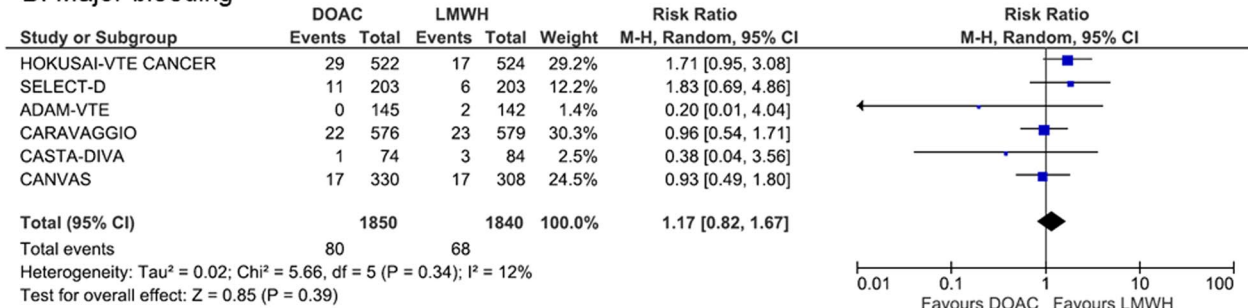 B. Major bleeding
DOAC LMWH Risk Ratio Risk Ratio
Study or Subgroup Events Total Events Total Weight M-H, Random, 95% CI M-H, Random, 95% CI
HOKUSAI-VTE CANCER 29 522 17 524 29.2% 1.71 [0.95, 3.08]
SELECT-D 11 203 6 203 12.2% 1.83 [0.69, 4.86]
ADAM-VTE 0 145 2 142 1.4% 0.20 [0.01, 4.04]
CARAVAGGIO 22 576 23 579 30.3% 0.96 [0.54, 1.71]
CASTA-DIVA 1 74 3 84 2.5% 0.38 [0.04, 3.56]
CANVAS 17 330 17 308 24.5% 0.93 [0.49, 1.80]
Total (95% CI) 1850 1840 100.0% 1.17 [0.82, 1.67]
Total events 80 68
Heterogeneity: Tau² = 0.02; Chi² = 5.66, df = 5 (P = 0.34); I² = 12%
Test for overall effect: Z = 0.85 (P = 0.39)
0.01 0.1 1 10 100
Favours DOAC Favours LMWH